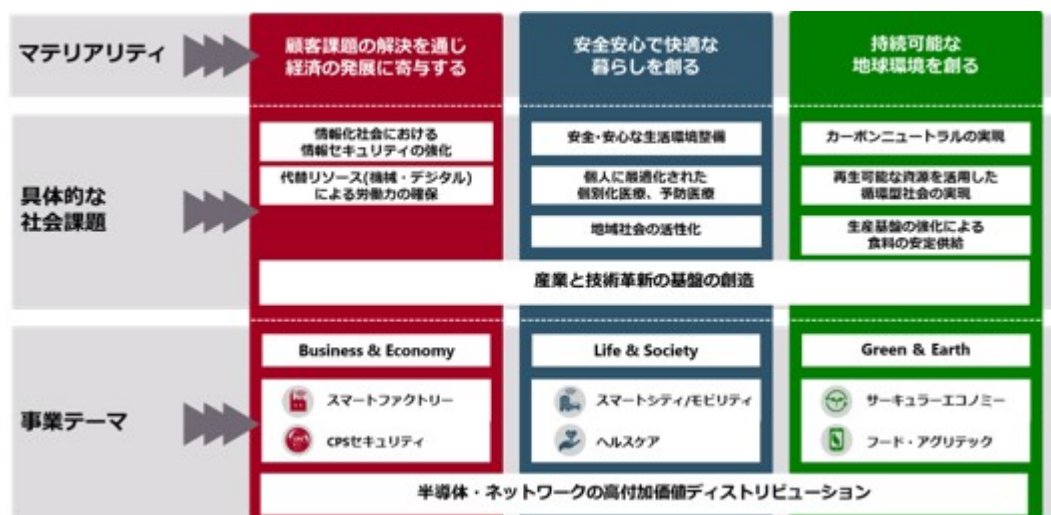 マテリアリティ
顧客課題の解決を通じ
経済の発展に寄与する
安全安心で快適な
暮らしを創る
持続可能な
地球環境を創る
具体的な
社会課題
情報化社会における
情報セキュリティの強化
代替リソース(機械・デジタル)
による労働力の確保
安全・安心な生活環境整備
個人に最適化された
個別化医療、予防医療
地域社会の活性化
カーボンニュートラルの実現
再生可能な資源を活用した
循環型社会の実現
生産基盤の強化による
食料の安定供給
産業と技術革新の基盤の創造
事業テーマ
Business & Economy
スマートファクトリー
CPSセキュリティ
Life & Society
スマートシティ/モビリティ
ヘルスケア
Green & Earth
サーキュラーエコノミー
フード・アグリテック
半導体・ネットワークの高付加価値ディストリビューション